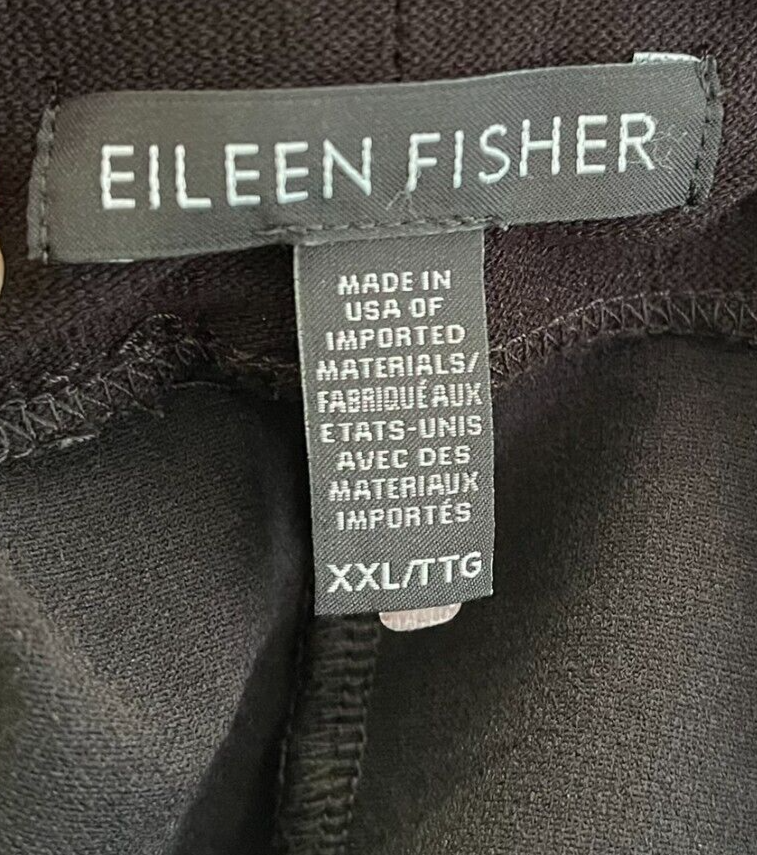 EILEEN FISHER
MADE IN
USA OF
IMPORTED
MATERIALS/
FABRIQUÉ AUX
ETATS-UNIS
AVEC DES
MATERIAUX
IMPORTÉS
XXL/TTG